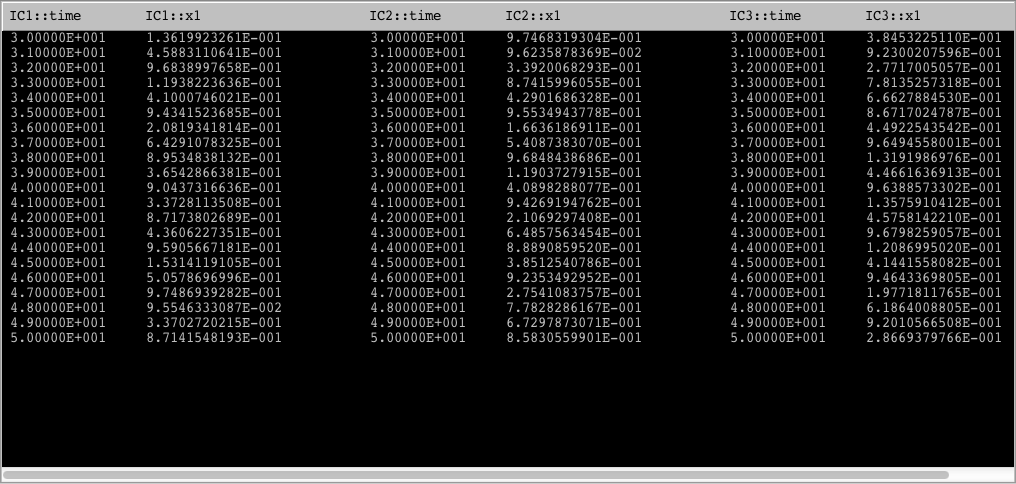 IC1::time IC1::x1 IC2::time IC2::x1 IC3::time IC3::x1
3.00000E+001 1.3619923261E-001 3.00000E+001 9.7468319304E-001 3.00000E+001 3.8453225110E-001
3.10000E+001 4.5883110641E-001 3.10000E+001 9.6235878369E-002 3.10000E+001 9.2300207596E-001
3.20000E+001 9.6838997658E-001 3.20000E+001 3.3920068293E-001 3.20000E+001 2.7717005057E-001
3.30000E+001 1.1938223636E-001 3.30000E+001 8.7415996055E-001 3.30000E+001 7.8135257318E-001
3.40000E+001 4.1000746021E-001 3.40000E+001 4.2901686328E-001 3.40000E+001 6.6627884530E-001
3.50000E+001 9.4341523685E-001 3.50000E+001 9.5534943778E-001 3.50000E+001 8.6717024787E-001
3.60000E+001 2.0819341814E-001 3.60000E+001 1.6636186911E-001 3.60000E+001 4.4922543542E-001
3.70000E+001 6.4291078325E-001 3.70000E+001 5.4087383070E-001 3.70000E+001 9.6494558001E-001
3.80000E+001 8.9534838132E-001 3.80000E+001 9.6848438686E-001 3.80000E+001 1.3191986976E-001
3.90000E+001 3.6542866381E-001 3.90000E+001 1.1903727915E-001 3.90000E+001 4.4661636913E-001
4.00000E+001 9.0437316636E-001 4.00000E+001 4.0898288077E-001 4.00000E+001 9.6388573302E-001
4.10000E+001 3.3728113508E-001 4.10000E+001 9.4269194762E-001 4.10000E+001 1.3575910412E-001
4.20000E+001 8.7173802689E-001 4.20000E+001 2.1069297408E-001 4.20000E+001 4.5758142210E-001
4.30000E+001 4.3606227351E-001 4.30000E+001 6.4857563454E-001 4.30000E+001 9.6798259057E-001
4.40000E+001 9.5905667181E-001 4.40000E+001 8.8890859520E-001 4.40000E+001 1.2086995020E-001
4.50000E+001 1.5314119105E-001 4.50000E+001 3.8512540786E-001 4.50000E+001 4.1441558082E-001
4.60000E+001 5.0578696996E-001 4.60000E+001 9.2353492952E-001 4.60000E+001 9.4643369805E-001
4.70000E+001 9.7486939282E-001 4.70000E+001 2.7541083757E-001 4.70000E+001 1.9771811765E-001
4.80000E+001 9.5546333087E-002 4.80000E+001 7.7828286167E-001 4.80000E+001 6.1864008805E-001
4.90000E+001 3.3702720215E-001 4.90000E+001 6.7297873071E-001 4.90000E+001 9.2010566508E-001
5.00000E+001 8.7141548193E-001 5.00000E+001 8.5830559901E-001 5.00000E+001 2.8669379766E-001